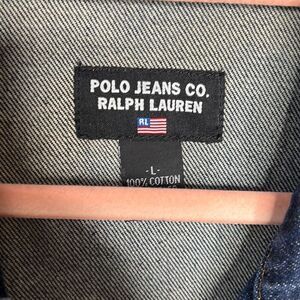 POLO JEANS CO.
RALPH LAUREN
RL
- L -
100% COTTON